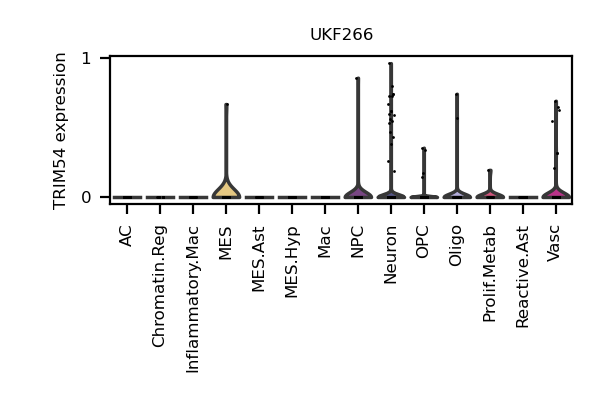 UKF266
TRIM54 expression
1
0
AC
Chromatin.Reg
Inflammatory.Mac
MES
MES.Ast
MES.Hyp
Mac
NPC
Neuron
OPC
Oligo
Prolif.Metab
Reactive.Ast
Vasc